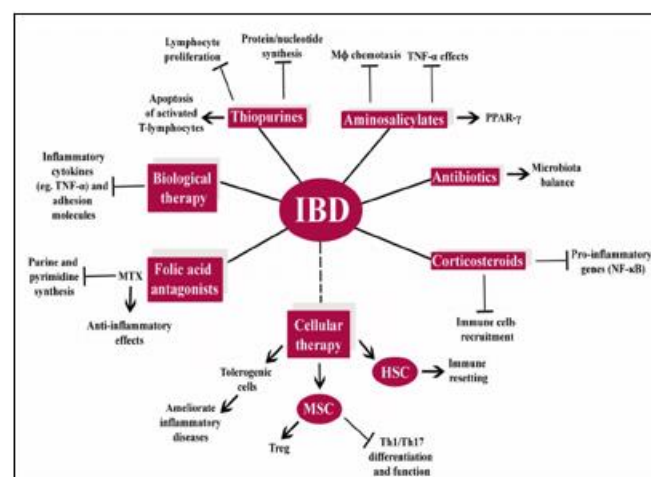 Lymphocyte
proliferation
Protein/nucleotide
synthesis
Mϕ chemotaxis
TNF-α effects
Apoptosis
of activated
T-lymphocytes
Thiopurines
Aminosalicylates
PPAR-γ
Inflammatory
cytokines
(eg. TNF-α) and
adhesion
molecules
Biological
therapy
IBD
Antibiotics
Microbiota
balance
Purine and
pyrimidine
synthesis
MTX
Folic acid
antagonists
Anti-inflammatory
effects
Corticosteroids
Pro-inflammatory
genes (NF-κB)
Immune cells
recruitment
Cellular
therapy
Tolerogenic
cells
Ameliorate
inflammatory
diseases
HSC
Immune
resetting
MSC
Treg
Th1/Th17
differentiation
and function